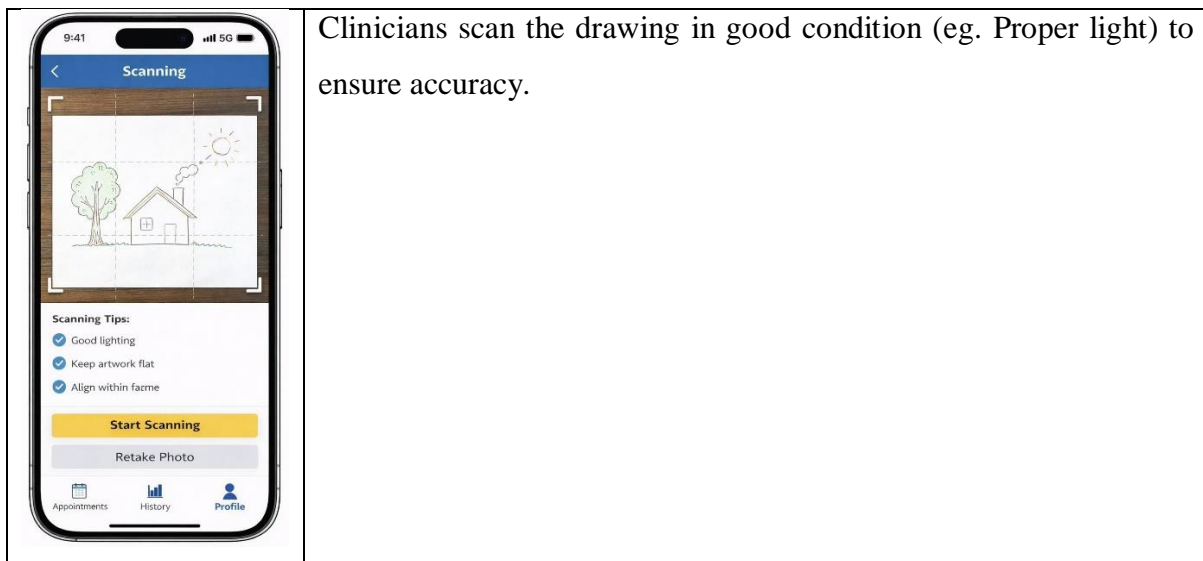 9:41
5G
Scanning
Scanning Tips:
Good lighting
Keep artwork flat
Align within farme
Start Scanning
Retake Photo
Appointments History Profile
Clinicians scan the drawing in good condition (eg. Proper light) to
ensure accuracy.